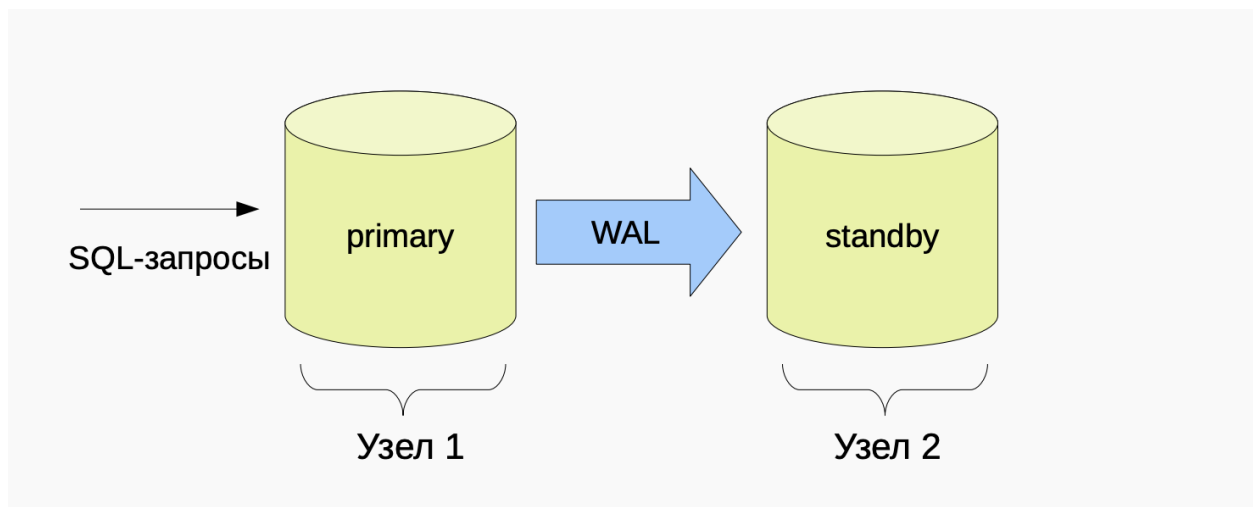 SQL-запросы
primary
WAL
standby
Узел 1
Узел 2